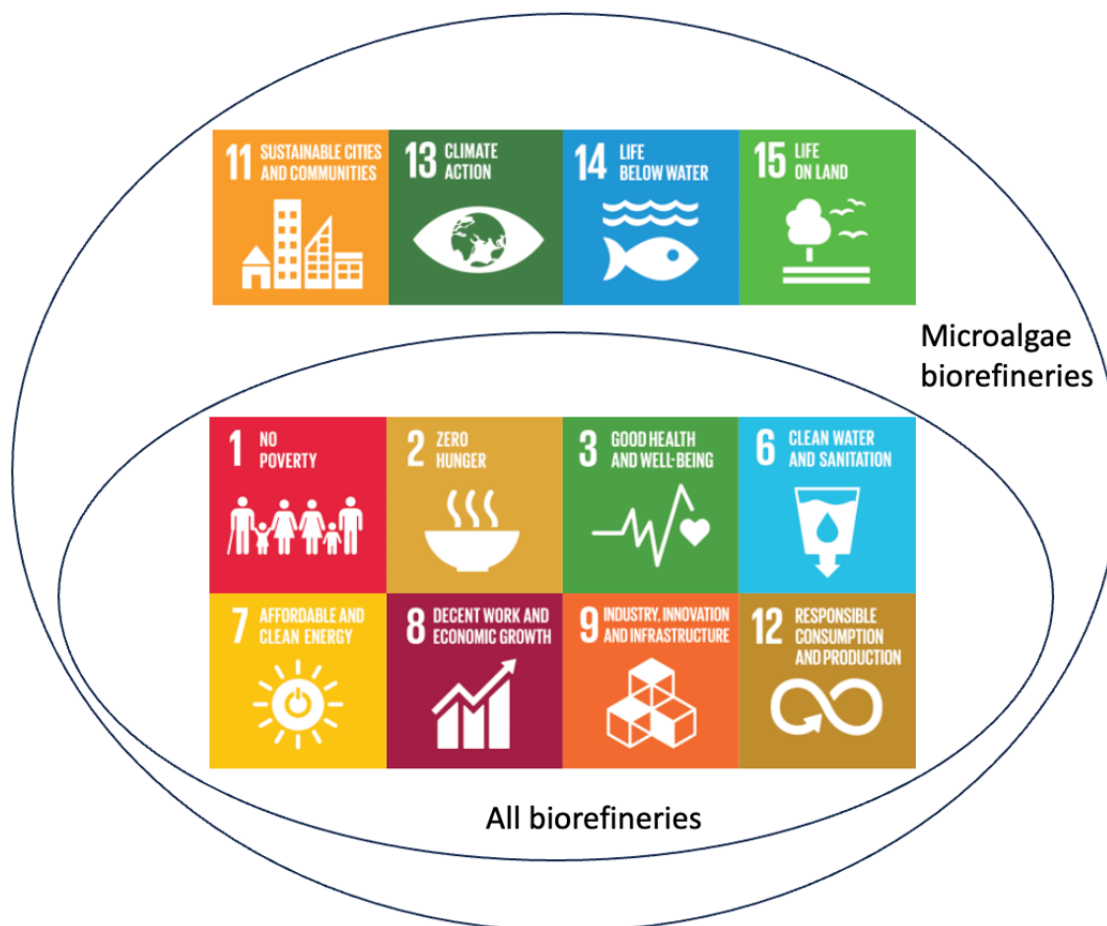 11 SUSTAINABLE CITIES
AND COMMUNITIES
13 CLIMATE
ACTION
14 LIFE
BELOW WATER
15 LIFE
ON LAND
Microalgae
biorefineries
1 NO
POVERTY
2 ZERO
HUNGER
3 GOOD HEALTH
AND WELL-BEING
6 CLEAN WATER
AND SANITATION
7 AFFORDABLE AND
CLEAN ENERGY
8 DECENT WORK AND
ECONOMIC GROWTH
9 INDUSTRY, INNOVATION
AND INFRASTRUCTURE
12 RESPONSIBLE
CONSUMPTION
AND PRODUCTION
All biorefineries